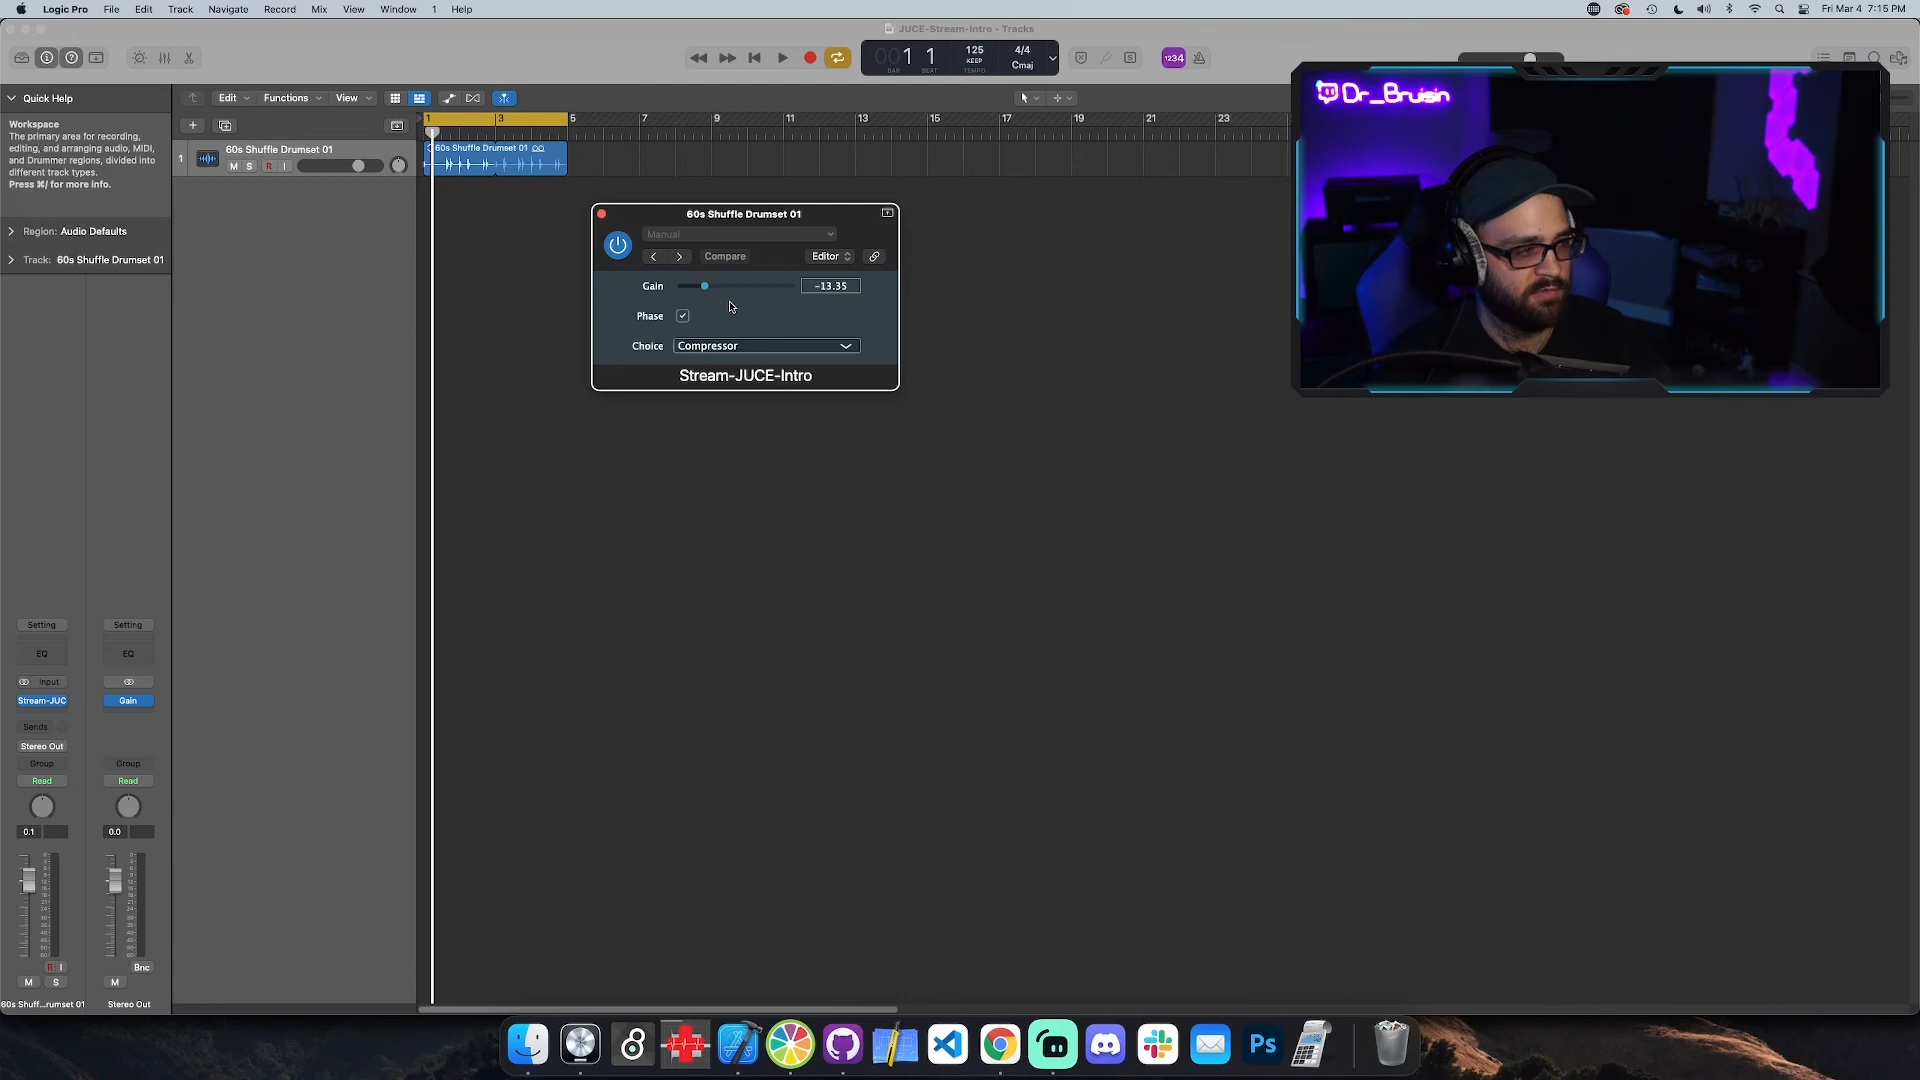 Logic Pro File Edit Track Navigate Record Mix View Window 1 Help
Fri Mar 4 7:15 PM
JUCE-Stream-Intro - Tracks
001 1 125 4/4
KEEP Cmaj
BAR BEAT TEMPO
1234
Quick Help
Edit Functions View
Workspace
The primary area for recording,
editing, and arranging audio, MIDI,
and Drummer regions, divided into
different track types.
Press ⌘/ for more info.
Region: Audio Defaults
Track: 60s Shuffle Drumset 01
1 3 5 7 9 11 13 15 17 19 21 23
1 60s Shuffle Drumset 01
M S R I
60s Shuffle Drumset 01
60s Shuffle Drumset 01
Manual
Compare Editor
Gain -13.35
Phase
Choice Compressor
Stream-JUCE-Intro
Dr_Bruisin
Setting Setting
EQ EQ
Input
Stream-JUC Gain
Sends
Stereo Out
Group Group
Read Read
0.1 0.0
R I Bnc
M S M
60s Shuff...rumset 01 Stereo Out
Ps